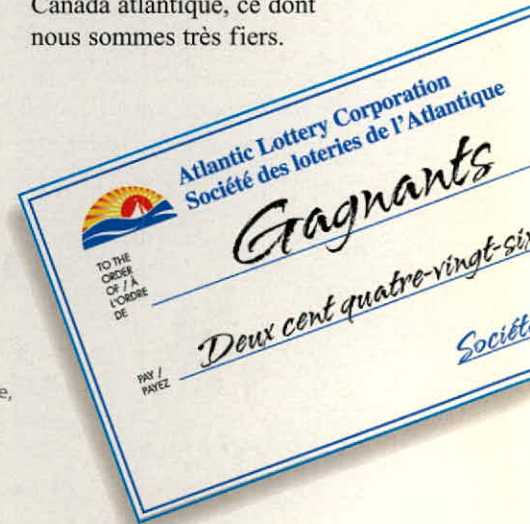 Canada atlantique, ce dont
nous sommes très fiers.
Atlantic Lottery Corporation
Société des loteries de l'Atlantique
TO THE
ORDER
OF / À
L'ORDRE
DE
Gagnants
PAY /
PAYEZ
Deux cent quatre-vingt-six
Société